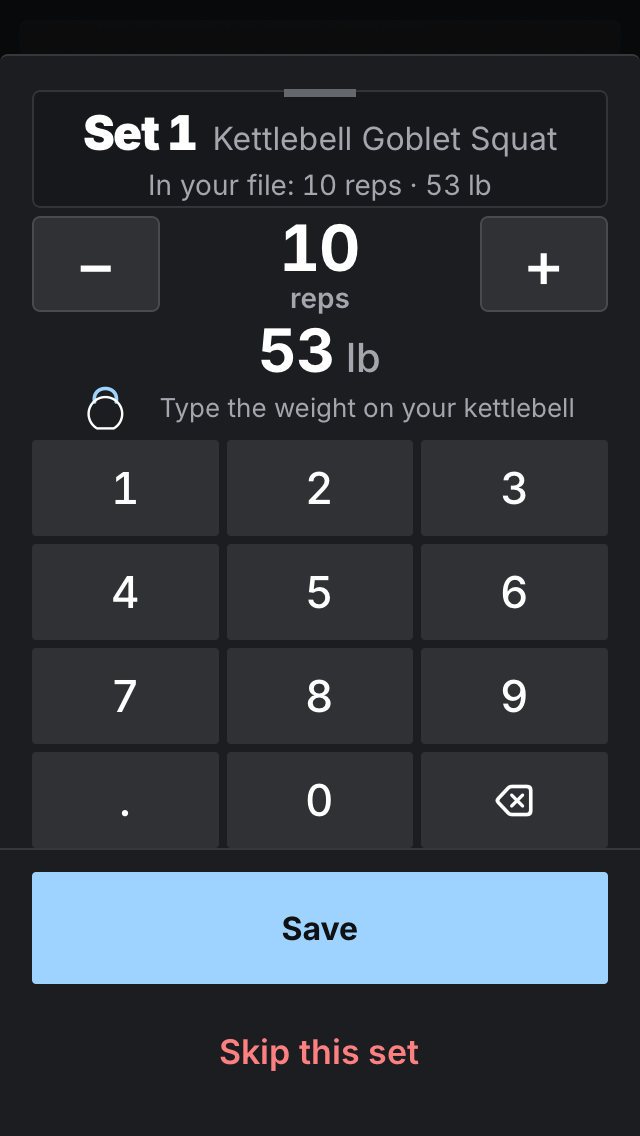 Set 1 Kettlebell Goblet Squat
In your file: 10 reps · 53 lb
− 10 +
reps
53 lb
Type the weight on your kettlebell
1 2 3
4 5 6
7 8 9
. 0
Save
Skip this set